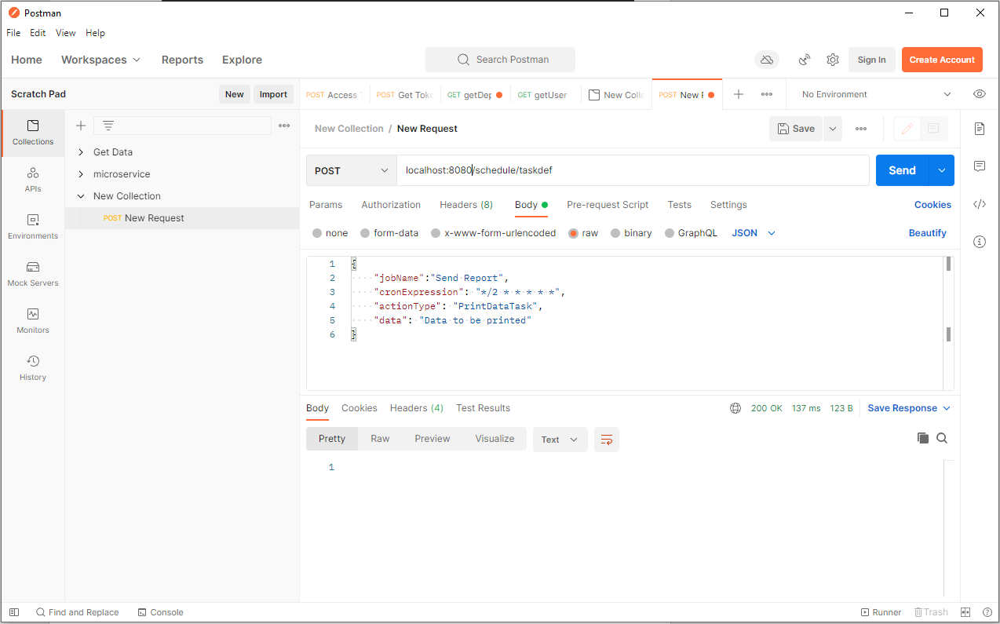 Postman
File Edit View Help
Home Workspaces Reports Explore Search Postman Sign In Create Account
Scratch Pad New Import
POST Access POST Get Toke GET getDep GET getUser New Colle POST New No Environment
Collections
APIs
Environments
Mock Servers
Monitors
History
Get Data
microservice
New Collection
POST New Request
New Collection / New Request Save
POST localhost:8080/schedule/taskdef Send
Params Authorization Headers (8) Body Pre-request Script Tests Settings Cookies
none form-data x-www-form-urlencoded raw binary GraphQL JSON Beautify
1 {
2 "jobName":"Send Report",
3 "cronExpression": "*/2 * * * * *",
4 "actionType": "PrintDataTask",
5 "data": "Data to be printed"
6 }
Body Cookies Headers (4) Test Results 200 OK 137 ms 123 B Save Response
Pretty Raw Preview Visualize Text
1
Find and Replace Console Runner Trash